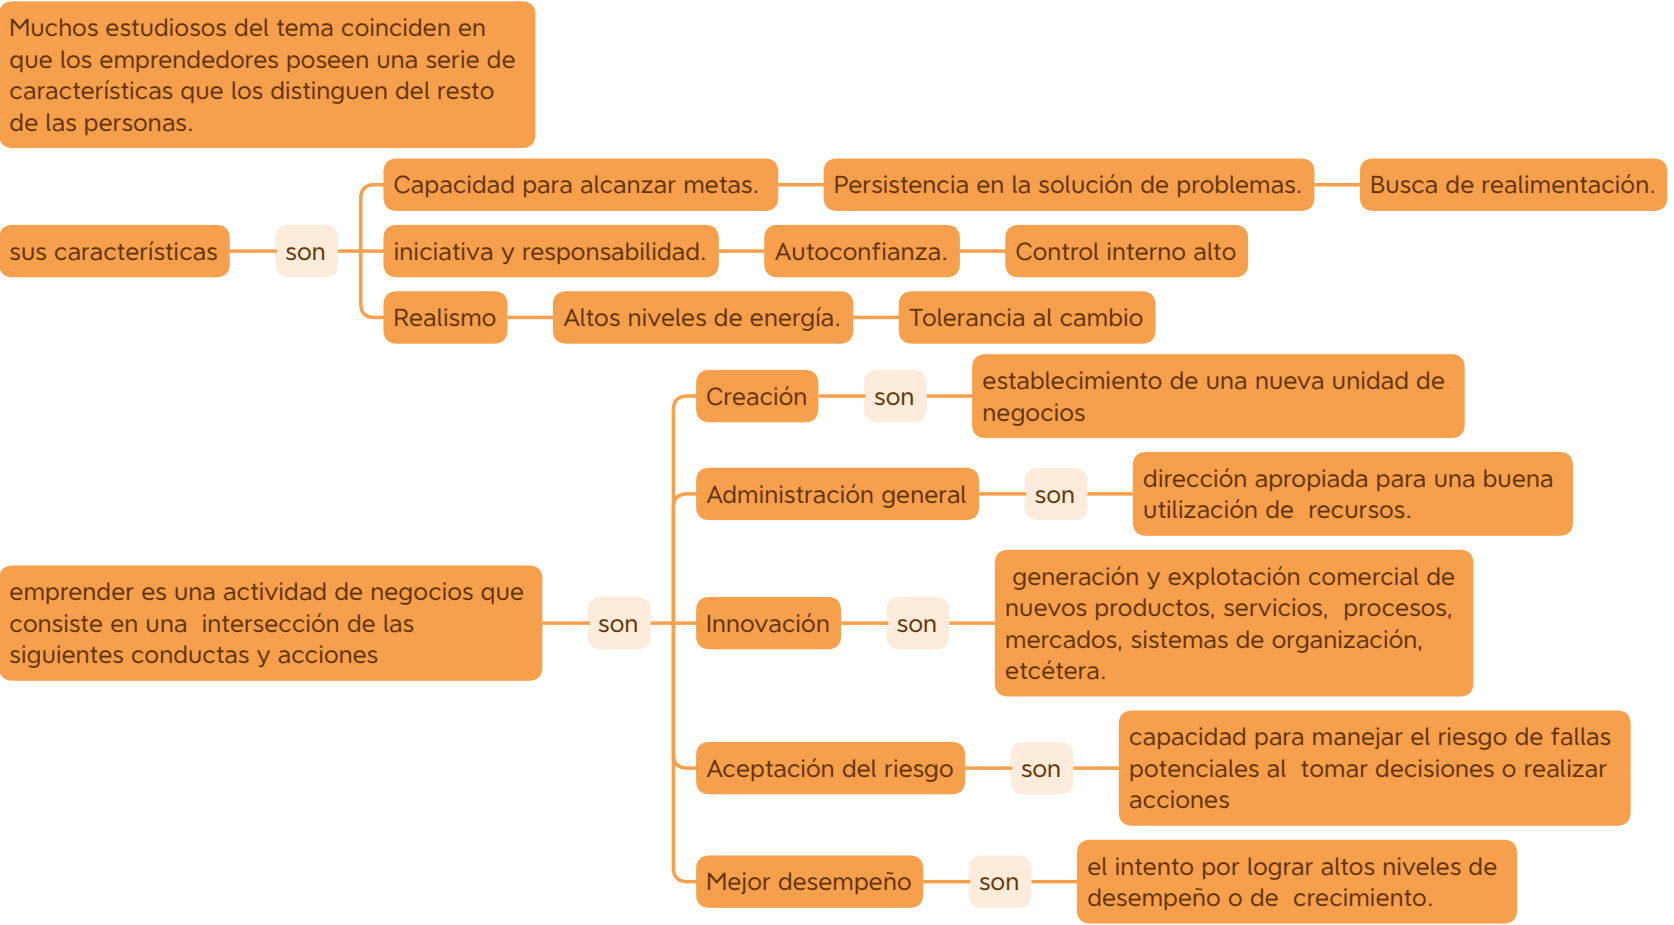 Muchos estudiosos del tema coinciden en
que los emprendedores poseen una serie de
características que los distinguen del resto
de las personas.
Capacidad para alcanzar metas.
Persistencia en la solución de problemas.
Busca de realimentación.
sus características
son
iniciativa y responsabilidad.
Autoconfianza.
Control interno alto
Realismo
Altos niveles de energía.
Tolerancia al cambio
emprender es una actividad de negocios que
consiste en una  intersección de las
siguientes conductas y acciones
son
Creación
son
establecimiento de una nueva unidad de
negocios
Administración general
son
dirección apropiada para una buena
utilización de  recursos.
Innovación
son
generación y explotación comercial de
nuevos productos, servicios,  procesos,
mercados, sistemas de organización,
etcétera.
Aceptación del riesgo
son
capacidad para manejar el riesgo de fallas
potenciales al  tomar decisiones o realizar
acciones
Mejor desempeño
son
el intento por lograr altos niveles de
desempeño o de  crecimiento.